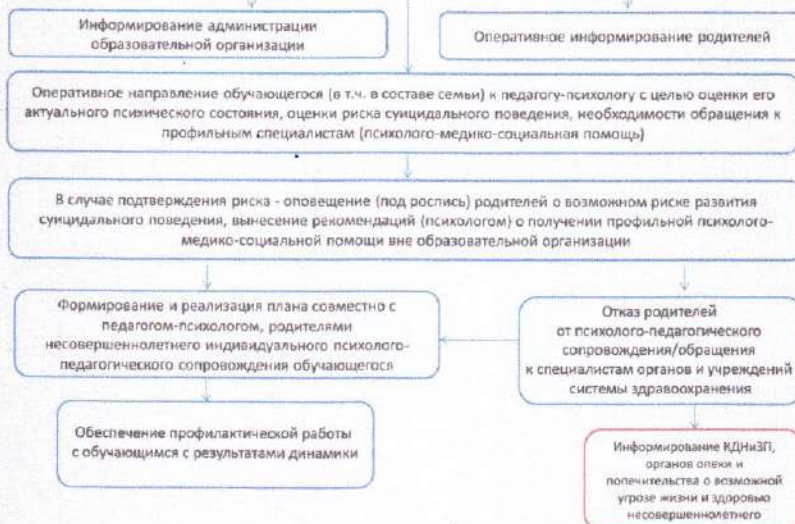 Информирование администрации
образовательной организации
Оперативное информирование родителей
Оперативное направление обучающегося (в т.ч. в составе семьи) к педагогу-психологу с целью оценки его
актуального психического состояния, оценки риска суицидального поведения, необходимости обращения к
профильным специалистам (психолого-медико-социальная помощь)
В случае подтверждения риска - оповещение (под роспись) родителей о возможном риске развития
суицидального поведения, вынесение рекомендаций (психологом) о получении профильной психолого-
медико-социальной помощи вне образовательной организации
Формирование и реализация плана совместно с
педагогом-психологом, родителями
несовершеннолетнего индивидуального психолого-
педагогического сопровождения обучающегося
Отказ родителей
от психолого-педагогического
сопровождения/обращения
к специалистам органов и учреждений
системы здравоохранения
Обеспечение профилактической работы
с обучающимся с результатами динамики
Информирование КДНиЗП,
органов опеки и
попечительства о возможной
угрозе жизни и здоровью
несовершеннолетнего